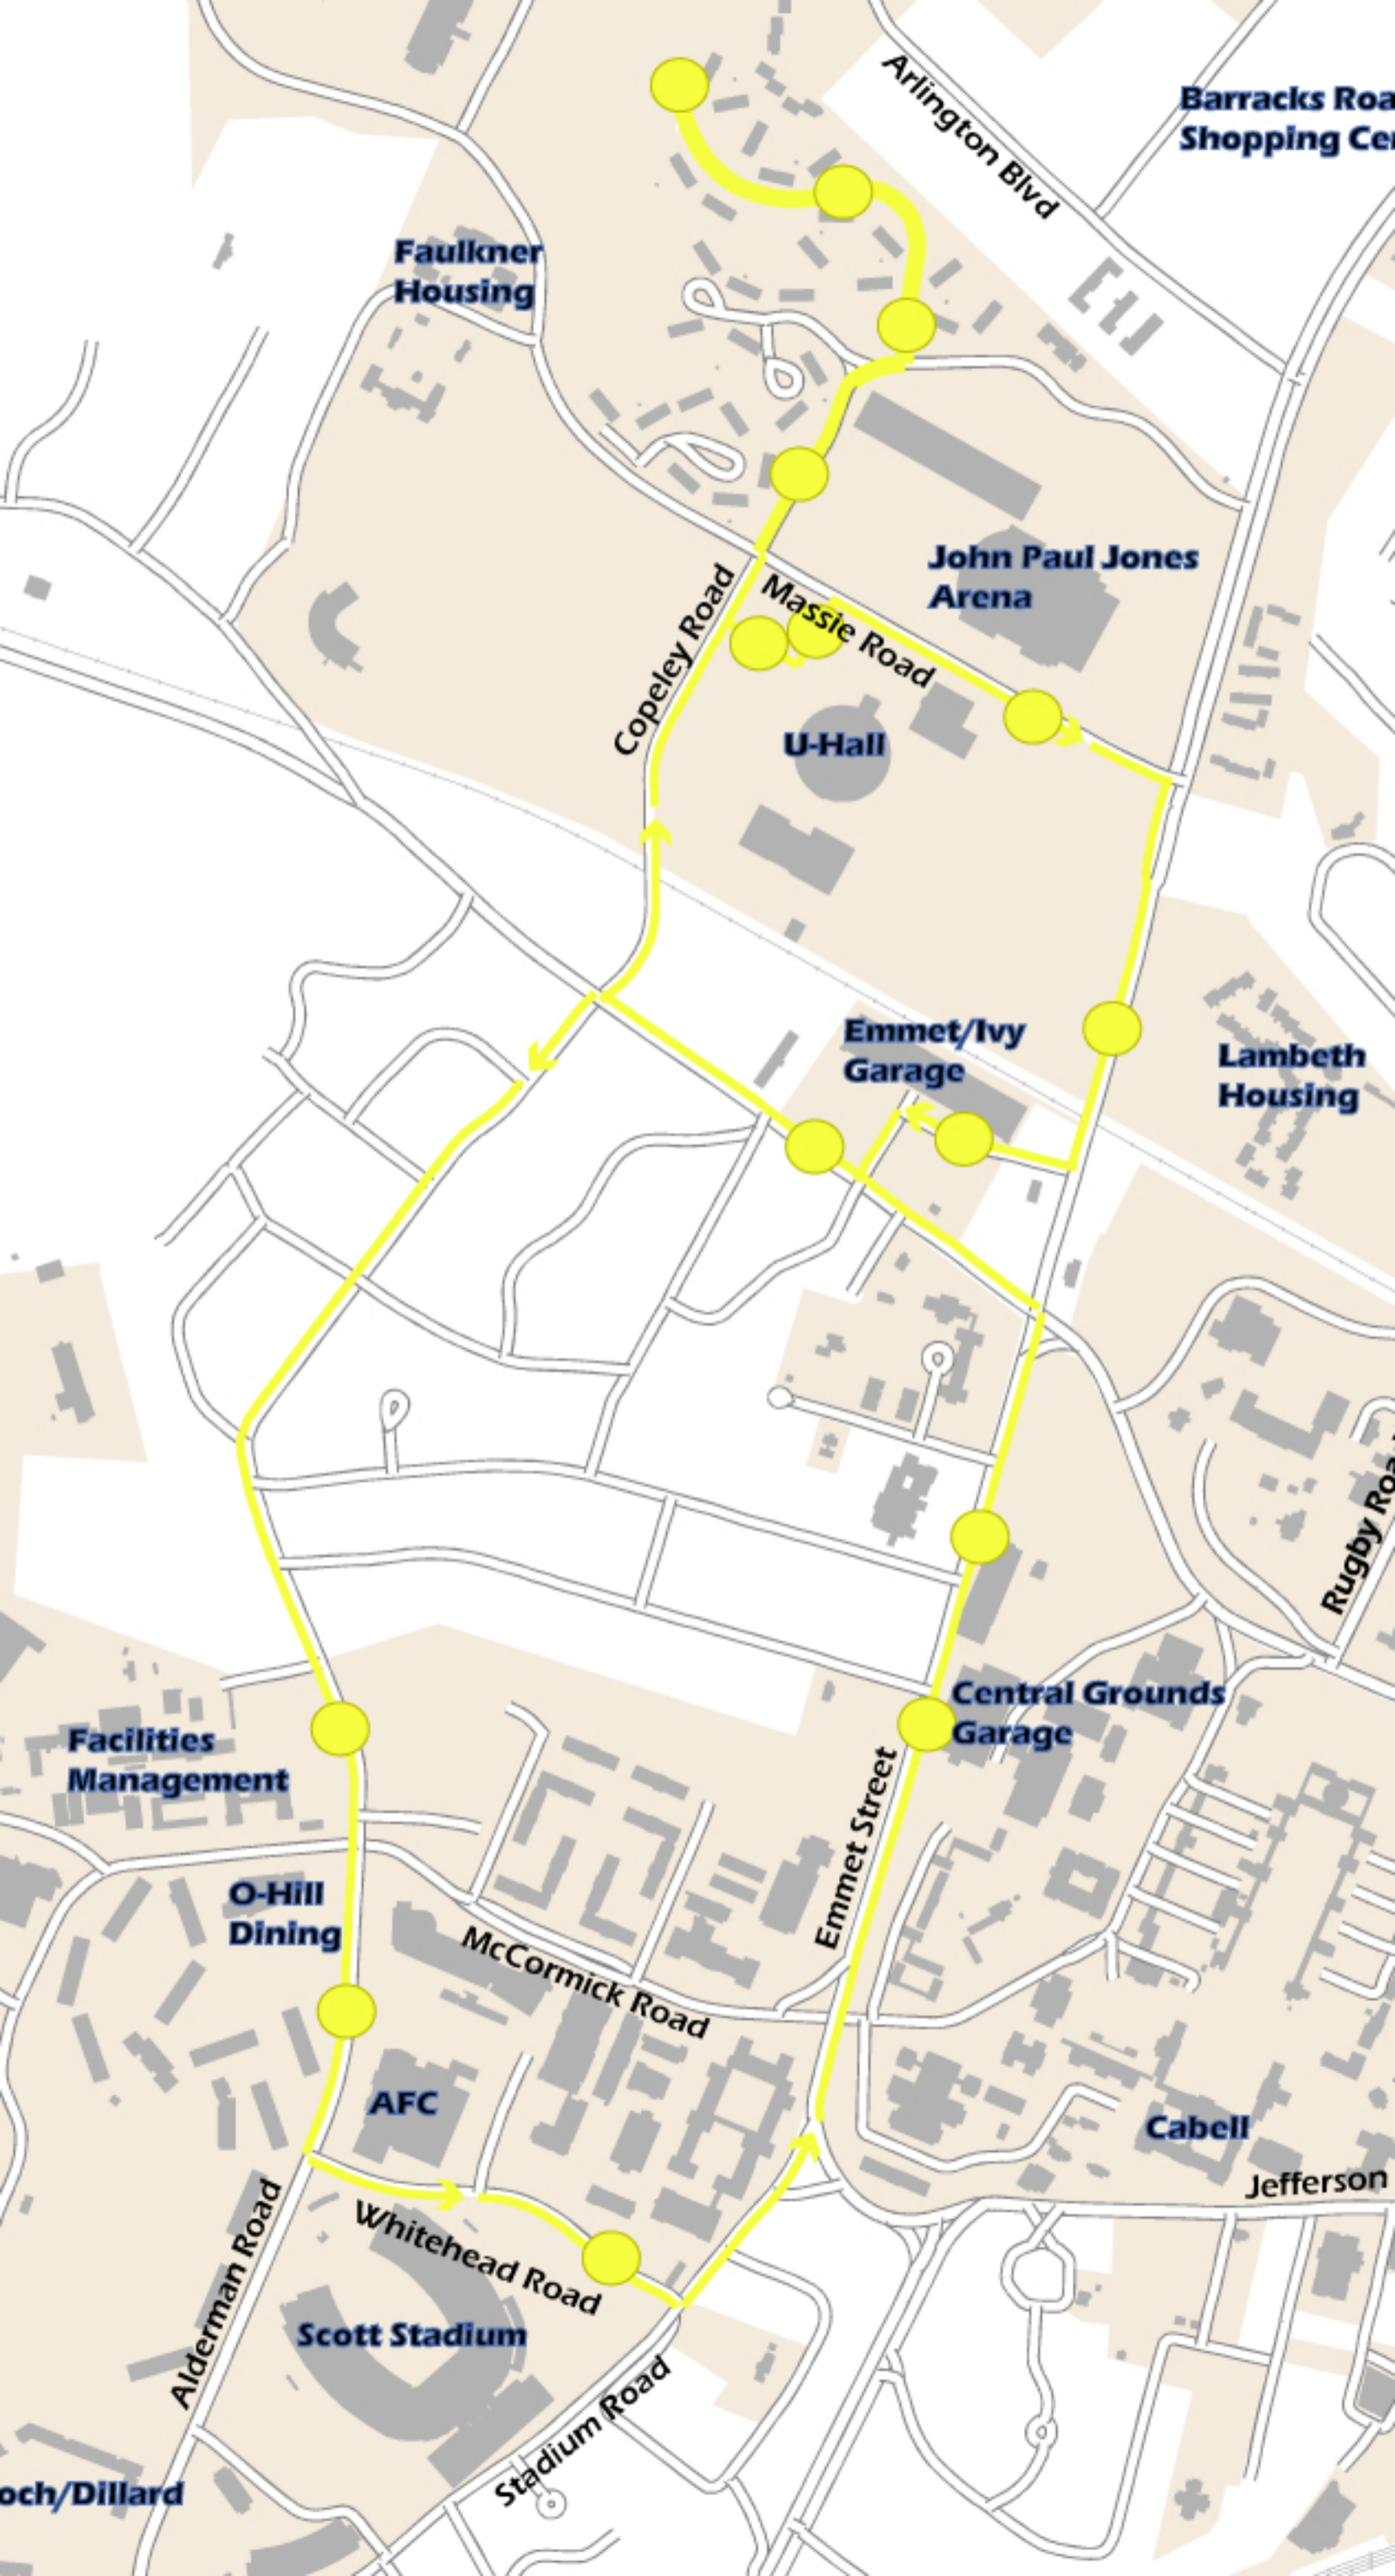 Arlington Blvd
Barracks Roa
Shopping Cer
Faulkner
Housing
John Paul Jones
Arena
Massie Road
Copeley Road
U-Hall
Emmet/Ivy
Garage
Lambeth
Housing
Rugby Roa
Central Grounds
Garage
Facilities
Management
Emmet Street
O-Hill
Dining
McCormick Road
AFC
Cabell
Jefferson
Whitehead Road
Alderman Road
Scott Stadium
Stadium Road
och/Dillard